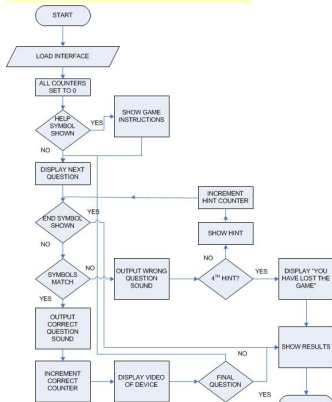 START
LOAD INTERFACE
ALL COUNTERS
SET TO 0
HELP
SYMBOL
SHOWN
YES
SHOW GAME
INSTRUCTIONS
NO
DISPLAY NEXT
QUESTION
INCREMENT
HINT COUNTER
END SYMBOL
SHOWN
YES
SHOW HINT
NO
NO
SYMBOLS
MATCH
NO
OUTPUT WRONG
QUESTION
SOUND
4TH HINT?
YES
DISPLAY "YOU
HAVE LOST THE
GAME"
YES
OUTPUT
CORRECT
QUESTION
SOUND
NO
SHOW RESULTS
INCREMENT
CORRECT
COUNTER
DISPLAY VIDEO
OF DEVICE
FINAL
QUESTION
YES
YES